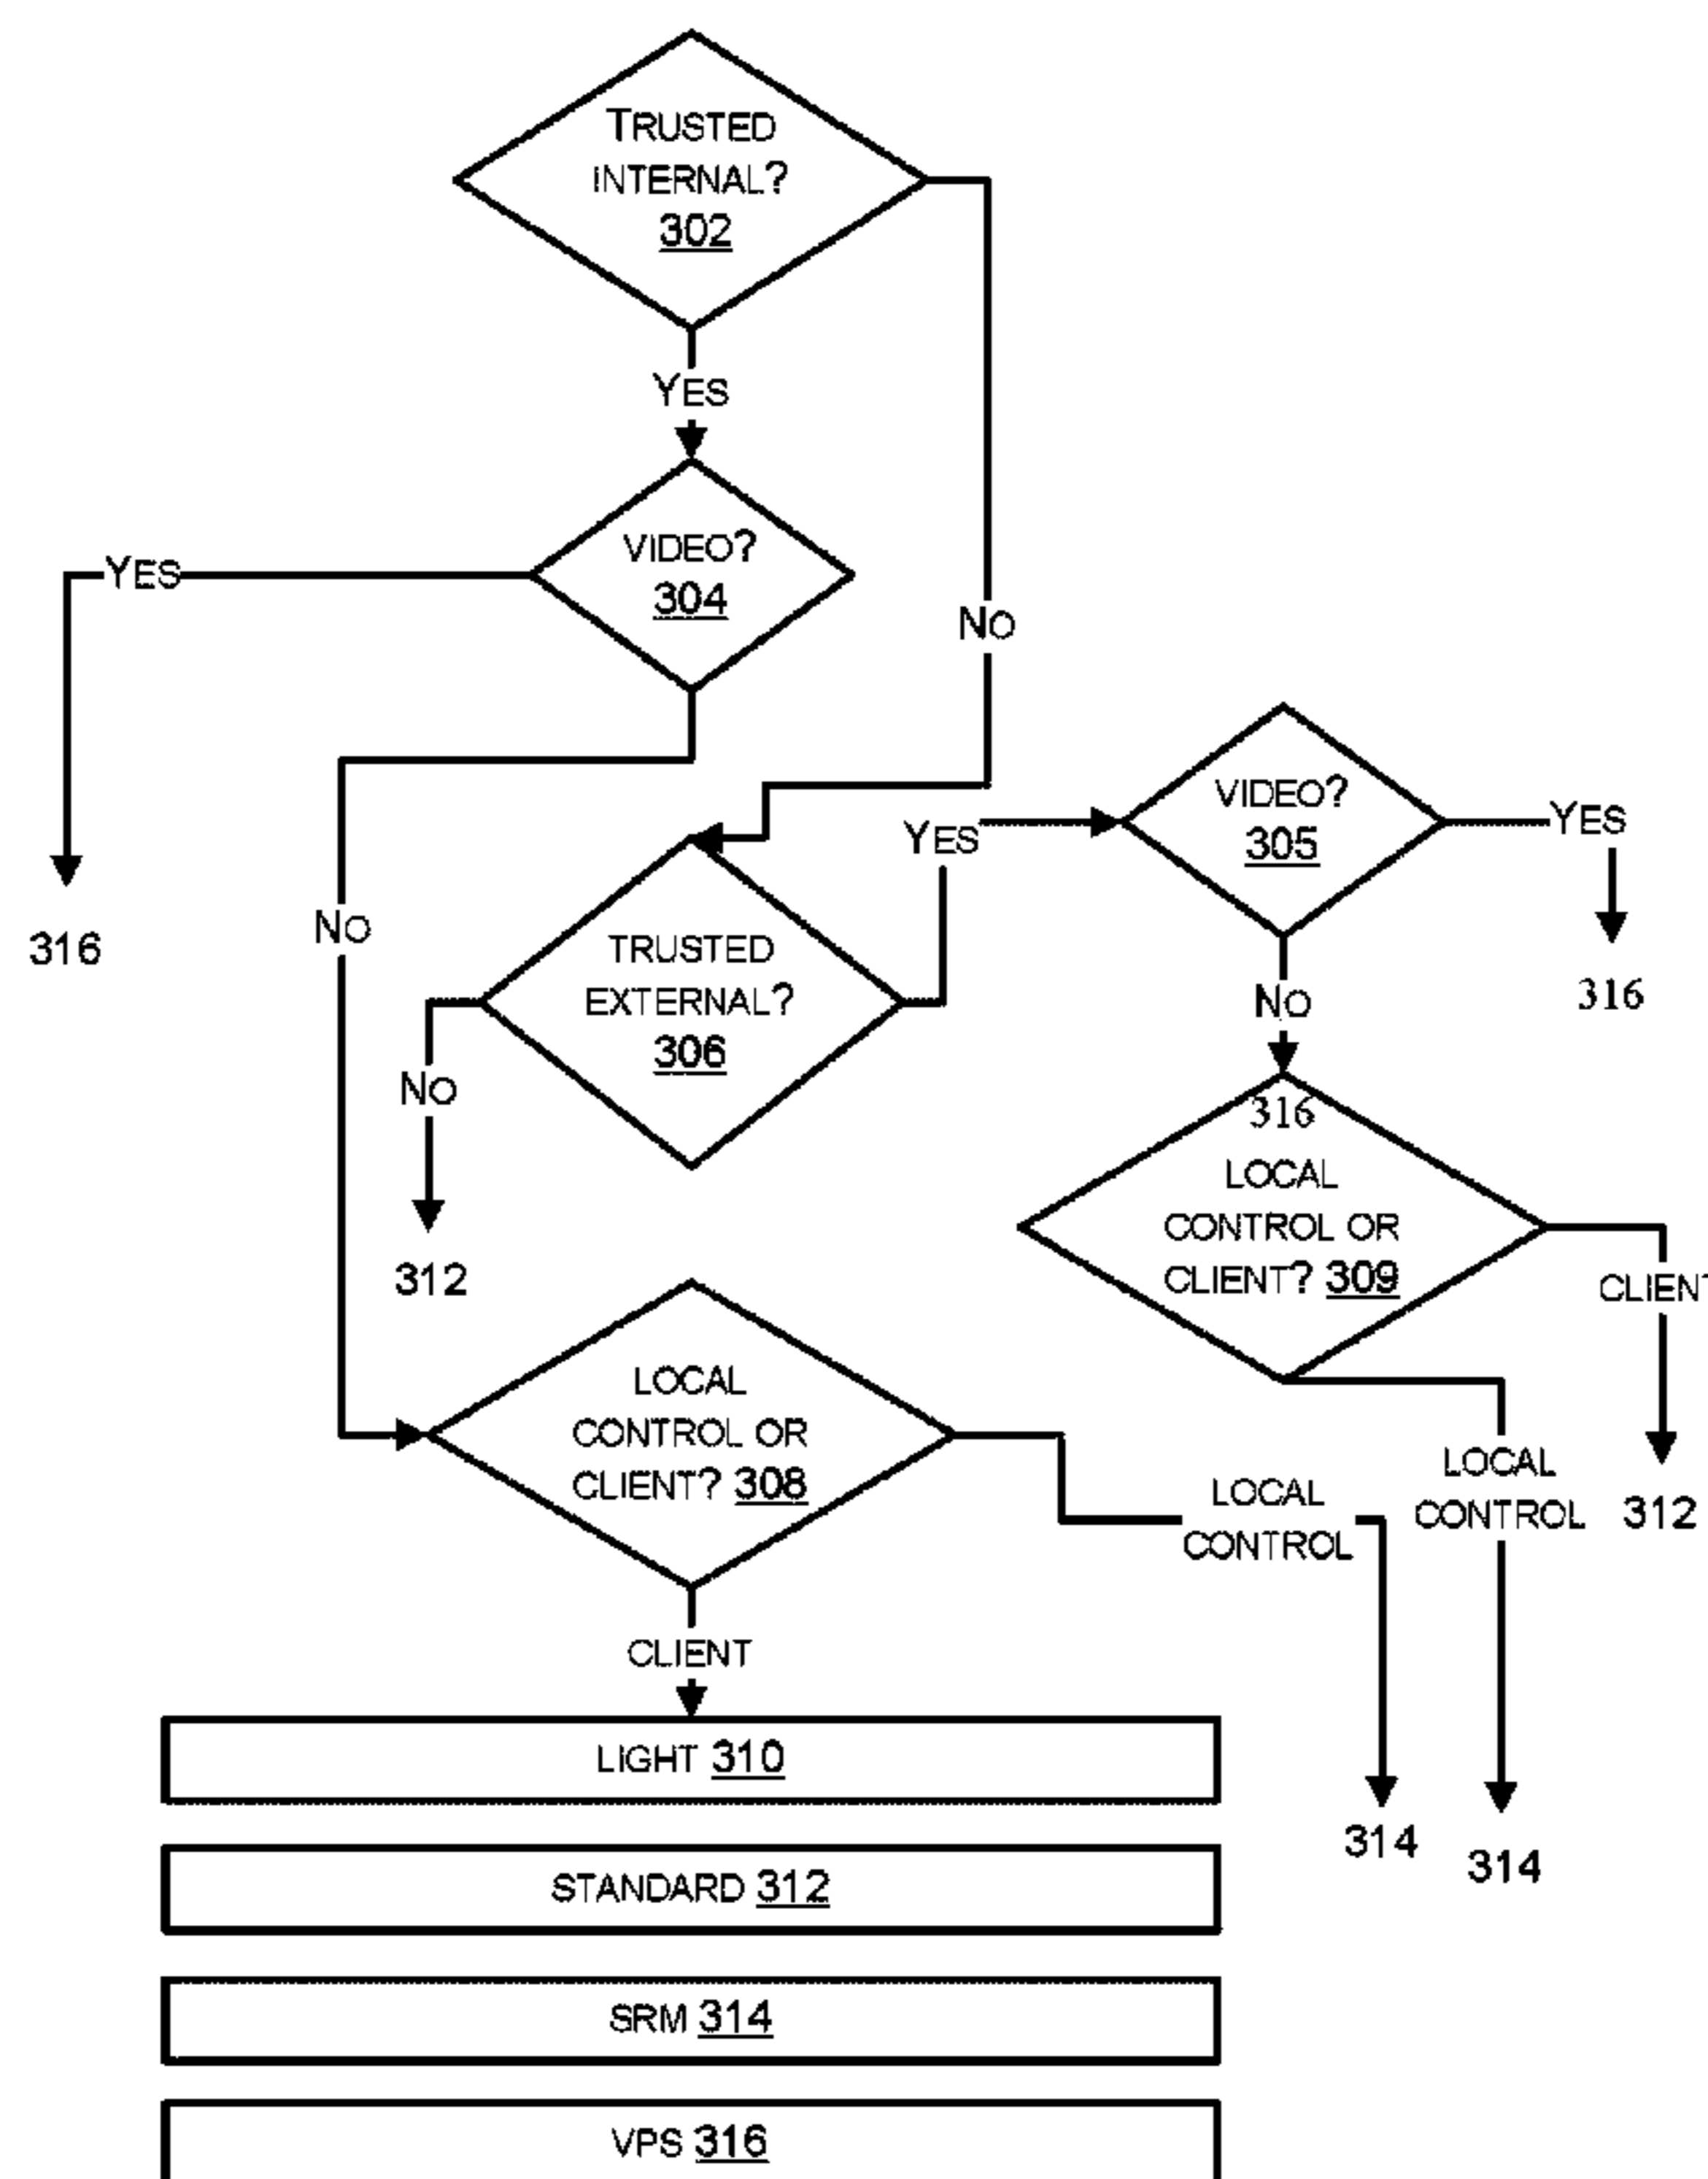 TRUSTED
INTERNAL?
302
YES
VIDEO?
304
YES
316
NO
NO
TRUSTED
EXTERNAL?
306
NO
312
YES
VIDEO?
305
YES
316
NO
316
LOCAL
CONTROL OR
CLIENT? 309
CLIENT
312
LOCAL
CONTROL
314
LOCAL
CONTROL OR
CLIENT? 308
LOCAL
CONTROL
314
CLIENT
LIGHT 310
STANDARD 312
SRM 314
VPS 316